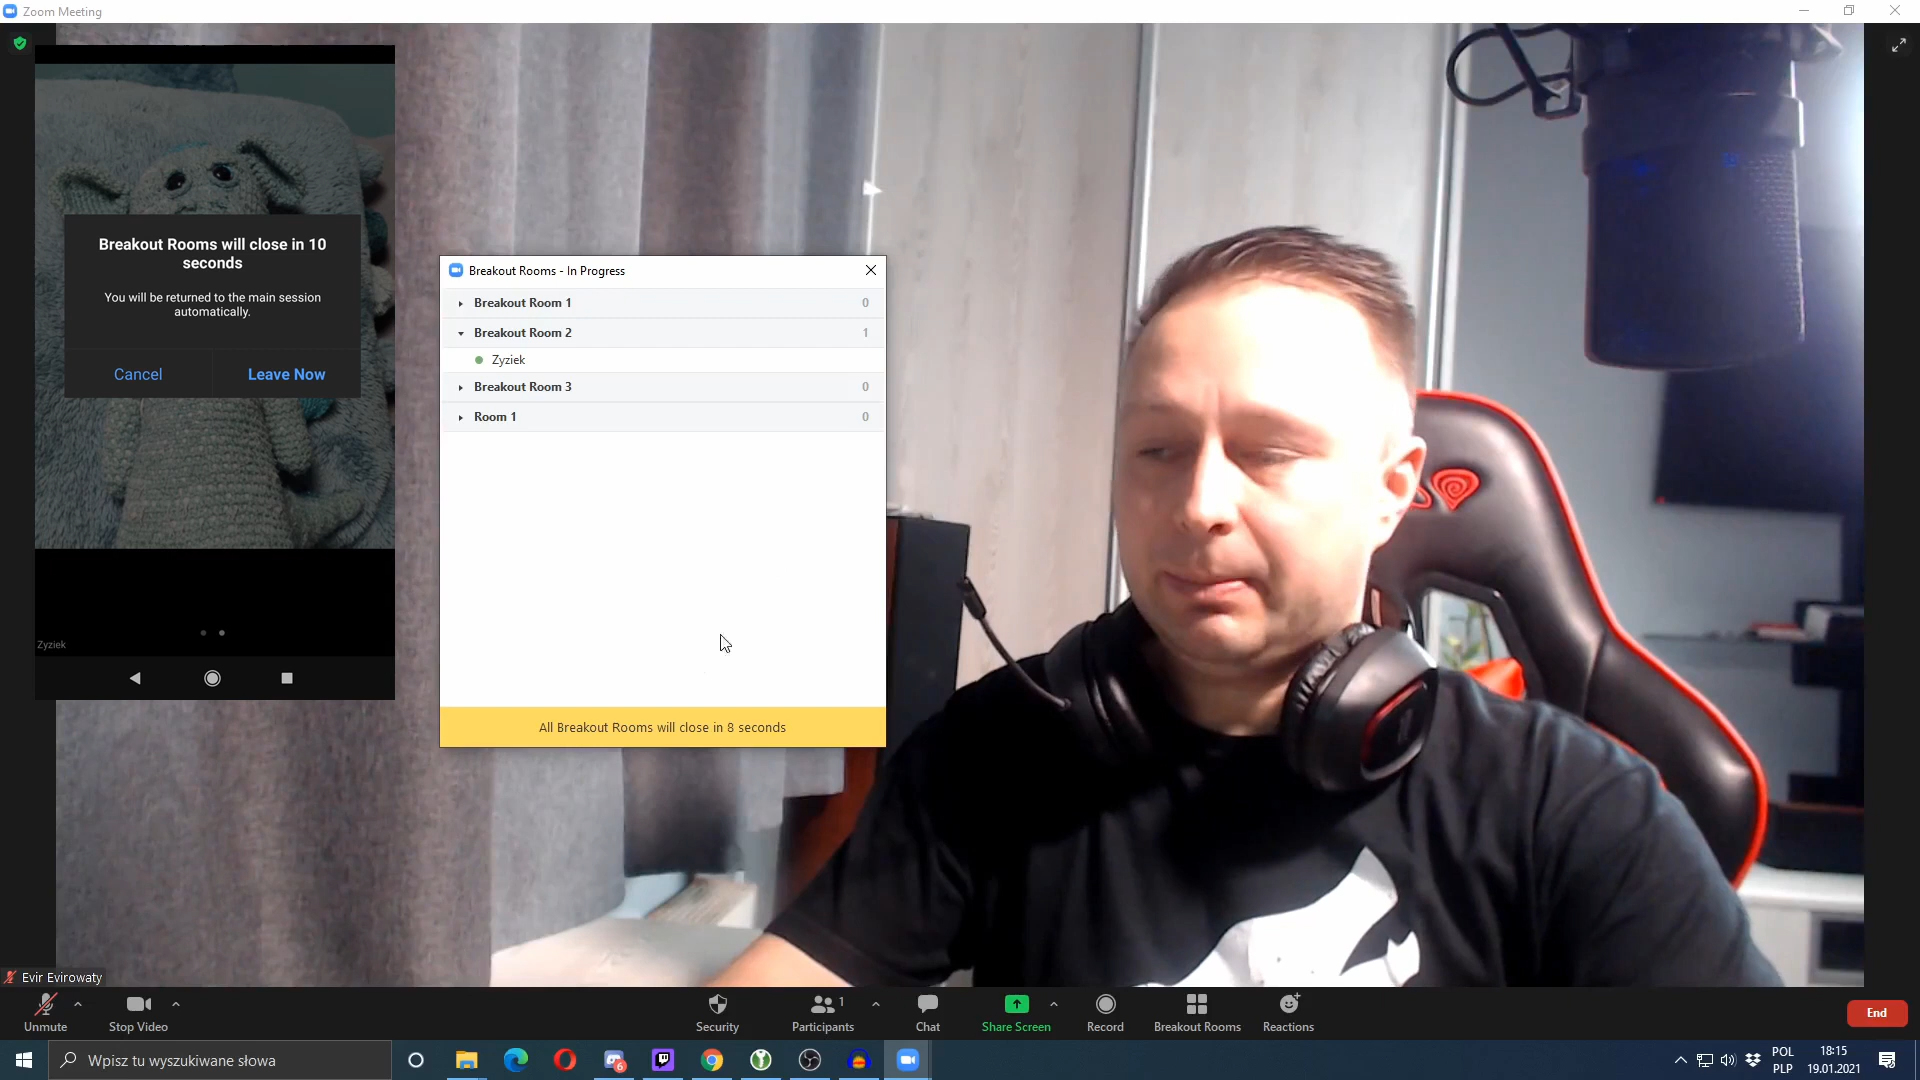 Zoom Meeting
Breakout Rooms will close in 10
seconds
You will be returned to the main session
automatically.
Cancel
Leave Now
Zyziek
Breakout Rooms - In Progress
Breakout Room 1
0
Breakout Room 2
1
Zyziek
Breakout Room 3
0
Room 1
0
All Breakout Rooms will close in 8 seconds
Evir Evirowaty
Unmute
Stop Video
Security
1
Participants
Chat
Share Screen
Record
Breakout Rooms
Reactions
End
Wpisz tu wyszukiwane słowa
6
POL
PLP
18:15
19.01.2021